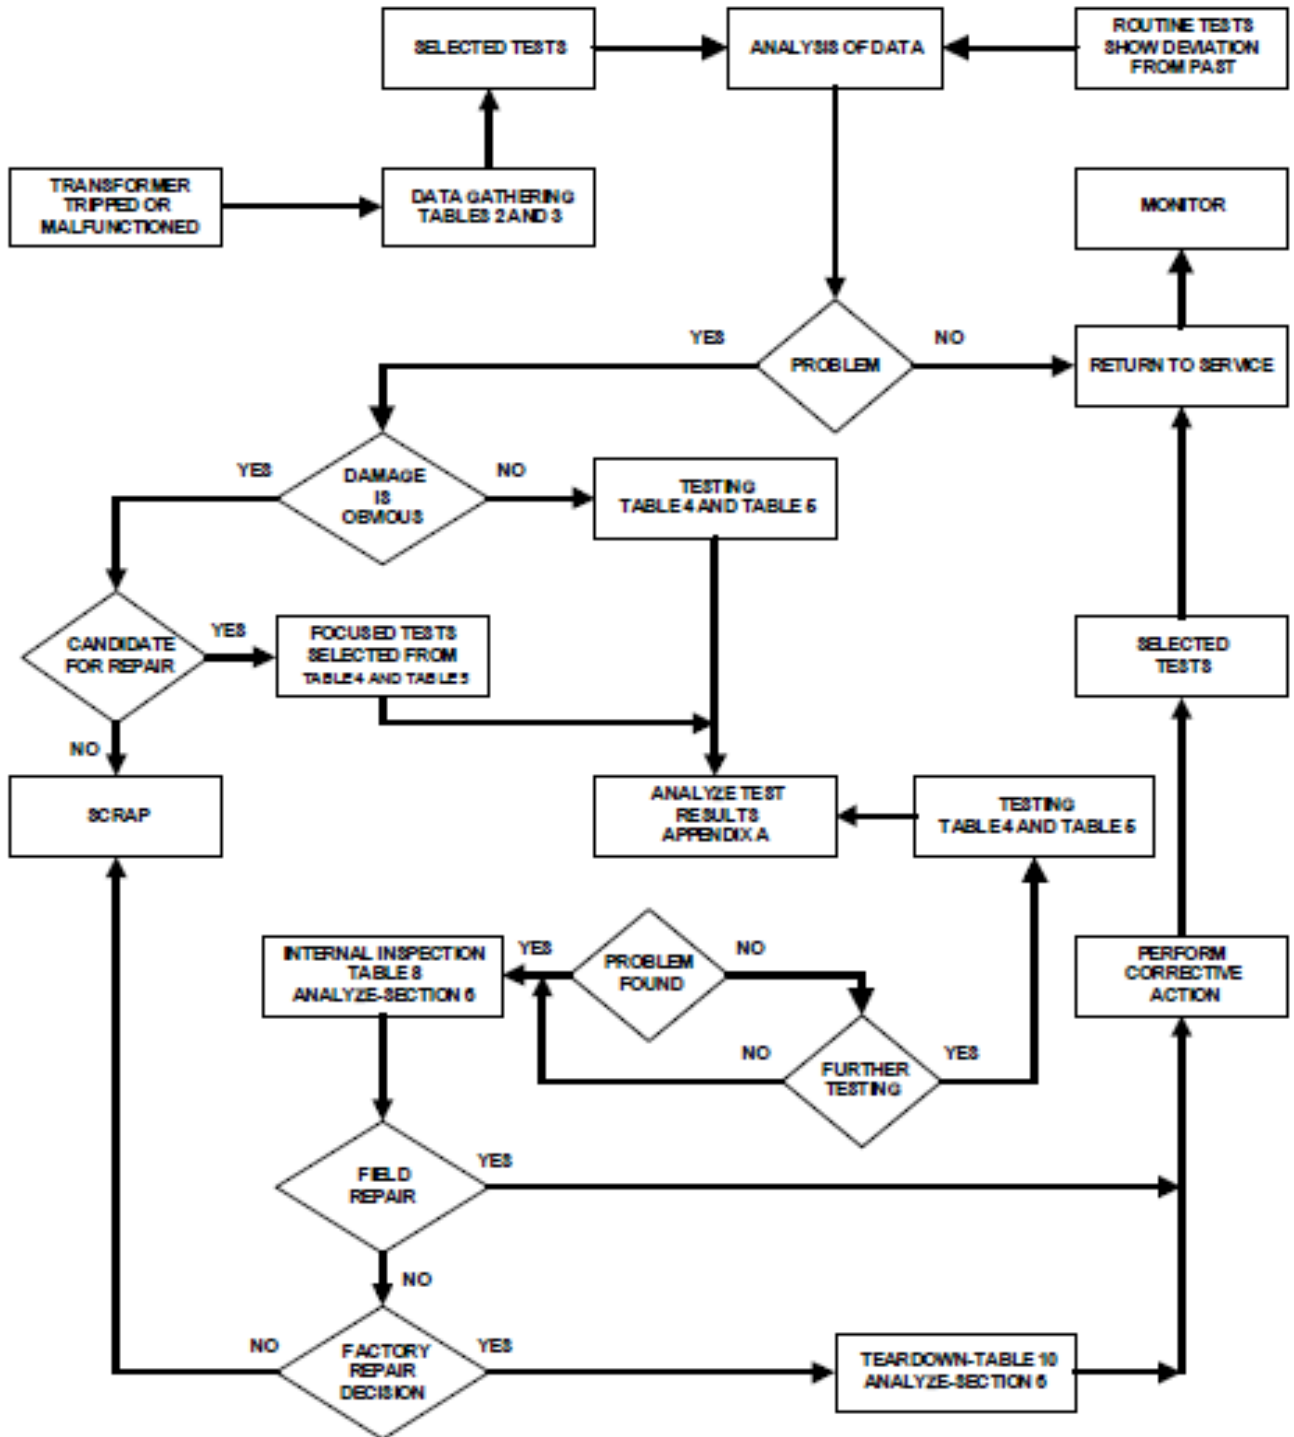 SELECTED TESTS
ANALYSIS OF DATA
ROUTINE TESTS
SHOW DEVIATION
FROM PAST
TRANSFORMER
TRIPPED OR
MALFUNCTIONED
DATA GATHERING
TABLES 2 AND 3
MONITOR
YES
PROBLEM
NO
RETURN TO SERVICE
YES
DAMAGE
IS
OBVIOUS
NO
TESTING
TABLE 4 AND TABLE 5
CANDIDATE
FOR REPAIR
YES
FOCUSED TESTS
SELECTED FROM
TABLE 4 AND TABLE 5
SELECTED
TESTS
NO
SCRAP
ANALYZE TEST
RESULTS
APPENDIX A
TESTING
TABLE 4 AND TABLE 5
INTERNAL INSPECTION
TABLE 8
ANALYZE-SECTION 6
YES
PROBLEM
FOUND
NO
PERFORM
CORRECTIVE
ACTION
NO
FURTHER
TESTING
YES
FIELD
REPAIR
YES
NO
NO
FACTORY
REPAIR
DECISION
YES
TEARDOWN-TABLE 10
ANALYZE-SECTION 6